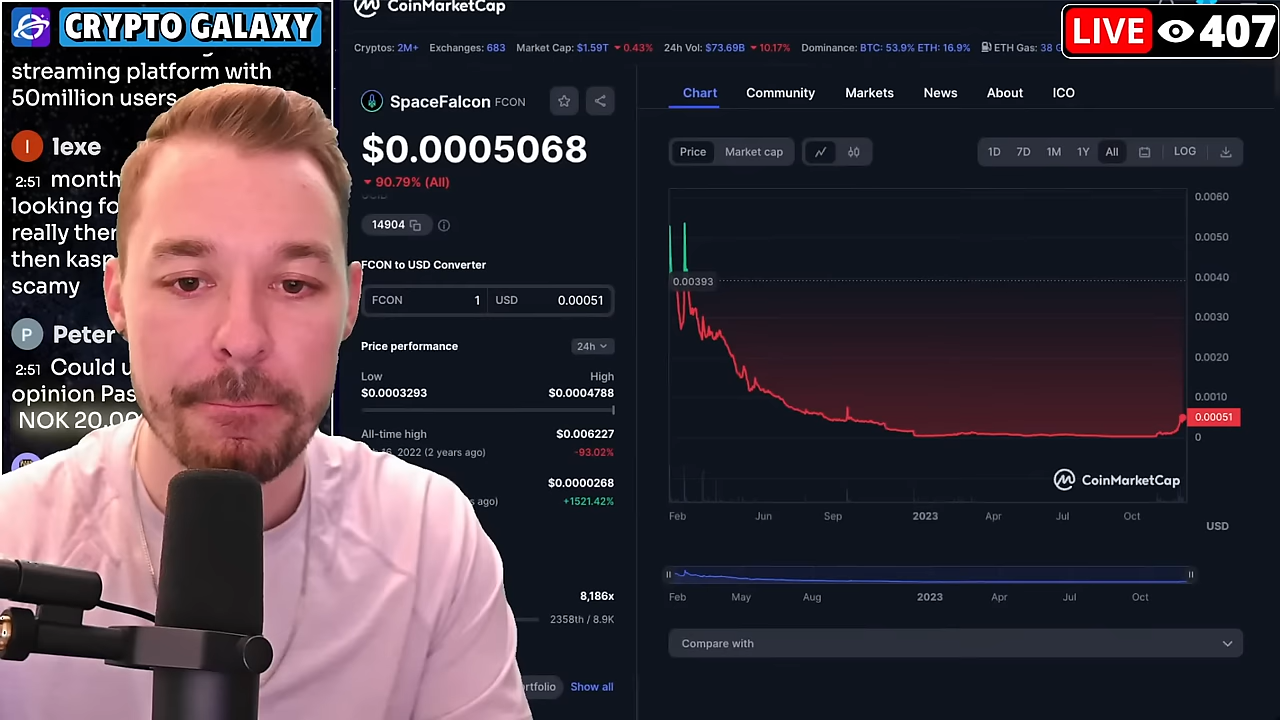 CRYPTO GALAXY
streaming platform with
50million users
I
1exe
2:51 month
looking fo
really ther
then kasp
scamy
P
Peter
2:51 Could u
opinion Pas
NOK 20.00
CoinMarketCap
LIVE 407
Cryptos: 2M+ Exchanges: 683 Market Cap: $1.59T 0.43% 24h Vol: $73.69B 10.17% Dominance: BTC: 53.9% ETH: 16.9% ETH Gas: 38 G
SpaceFalcon FCON
$0.0005068
90.79% (All)
14904
FCON to USD Converter
FCON 1 USD 0.00051
Price performance 24h
Low High
$0.0003293 $0.0004788
All-time high $0.006227
16, 2022 (2 years ago) -93.02%
$0.0000268
s ago) +1521.42%
8,186x
2358th / 8.9K
rtfolio Show all
Chart Community Markets News About ICO
Price Market cap 1D 7D 1M 1Y All LOG
0.0060
0.0050
0.0040
0.00393
0.0030
0.0020
0.0010
0.00051
0
CoinMarketCap
Feb Jun Sep 2023 Apr Jul Oct
USD
Feb May Aug 2023 Apr Jul Oct
Compare with